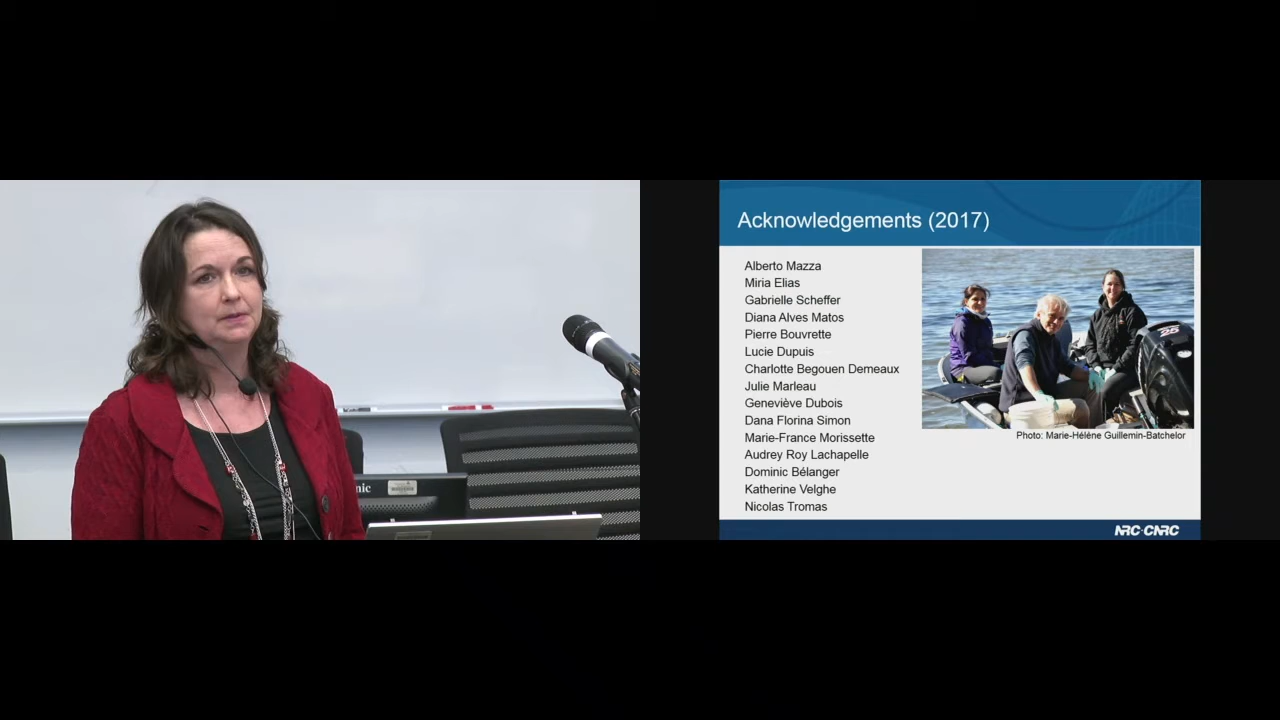 Acknowledgements (2017)
Alberto Mazza
Miria Elias
Gabrielle Scheffer
Diana Alves Matos
Pierre Bouvrette
Lucie Dupuis
Charlotte Begouen Demeaux
Julie Marleau
Geneviève Dubois
Dana Florina Simon
Marie-France Morissette
Audrey Roy Lachapelle
Dominic Bélanger
Katherine Velghe
Nicolas Tromas
25
Photo: Marie-Héléne Guillemin-Batchelor
NRC·CNRC